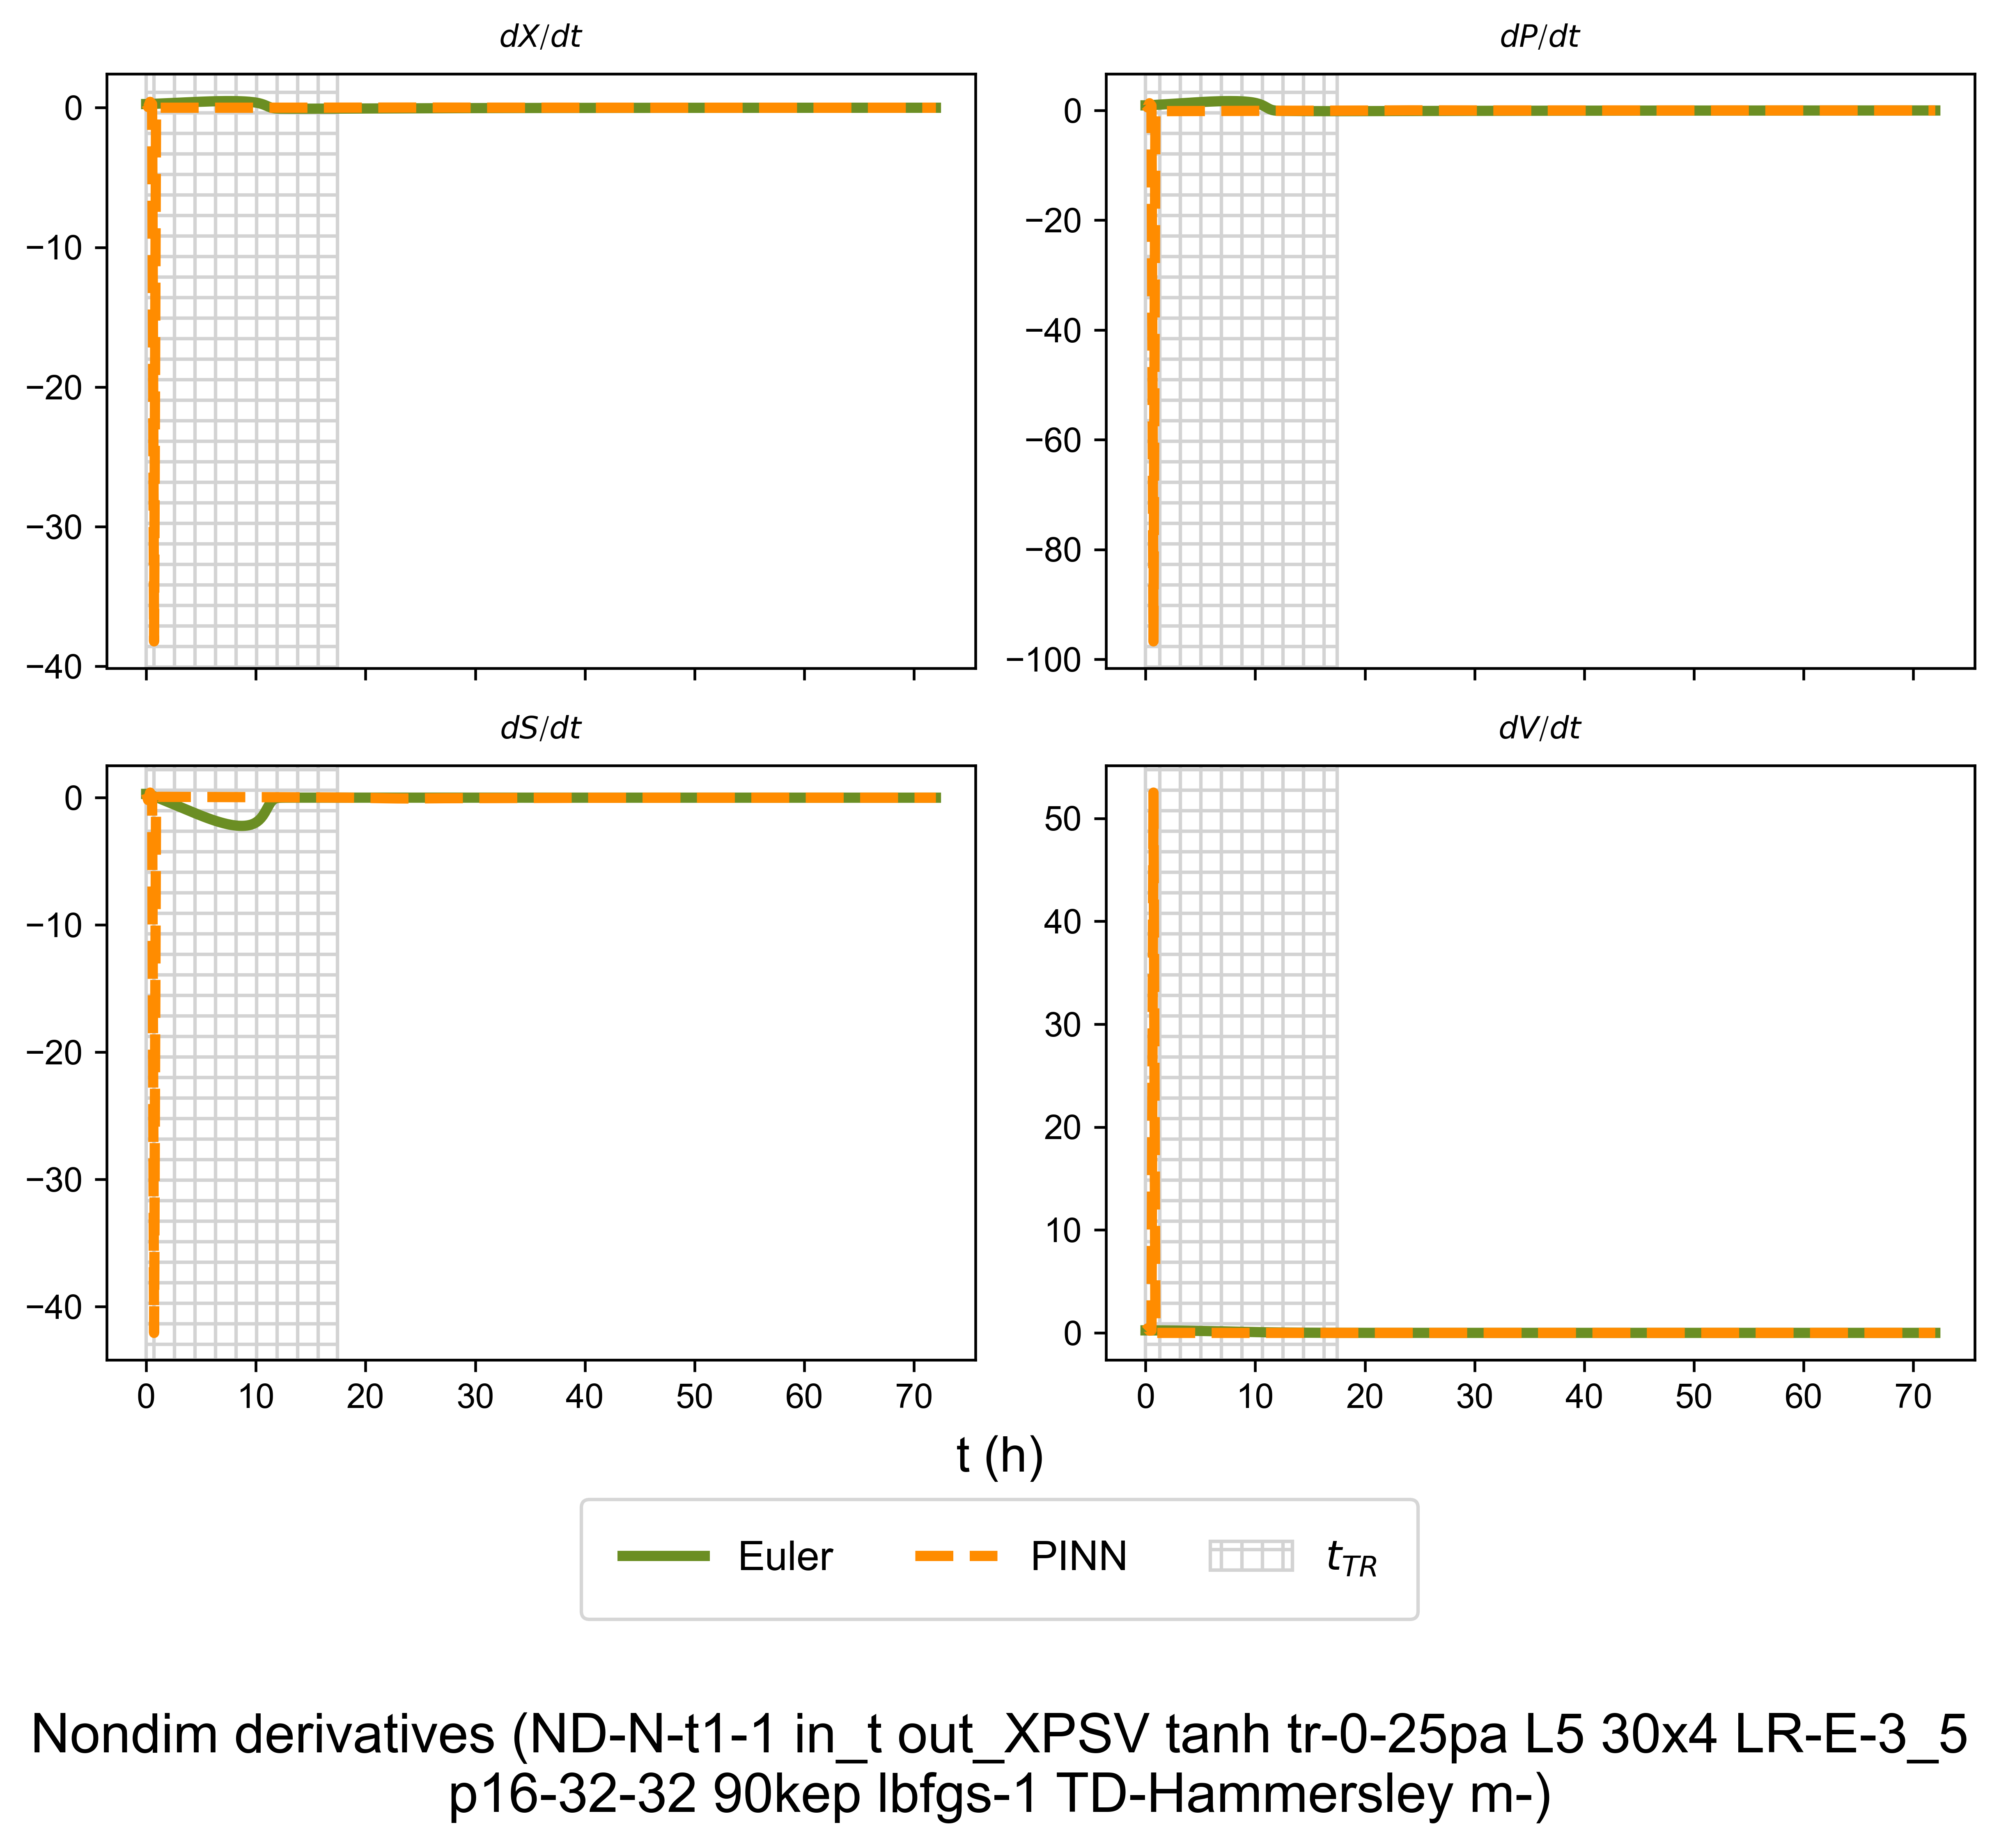 dX/dt
dP/dt
0
−10
−20
−30
−40
0
−20
−40
−60
−80
−100
dS/dt
dV/dt
0
−10
−20
−30
−40
50
40
30
20
10
0
0 10 20 30 40 50 60 70
0 10 20 30 40 50 60 70
t (h)
Euler PINN t_TR
Nondim derivatives (ND-N-t1-1 in_t out_XPSV tanh tr-0-25pa L5 30x4 LR-E-3_5
p16-32-32 90kep lbfgs-1 TD-Hammersley m-)